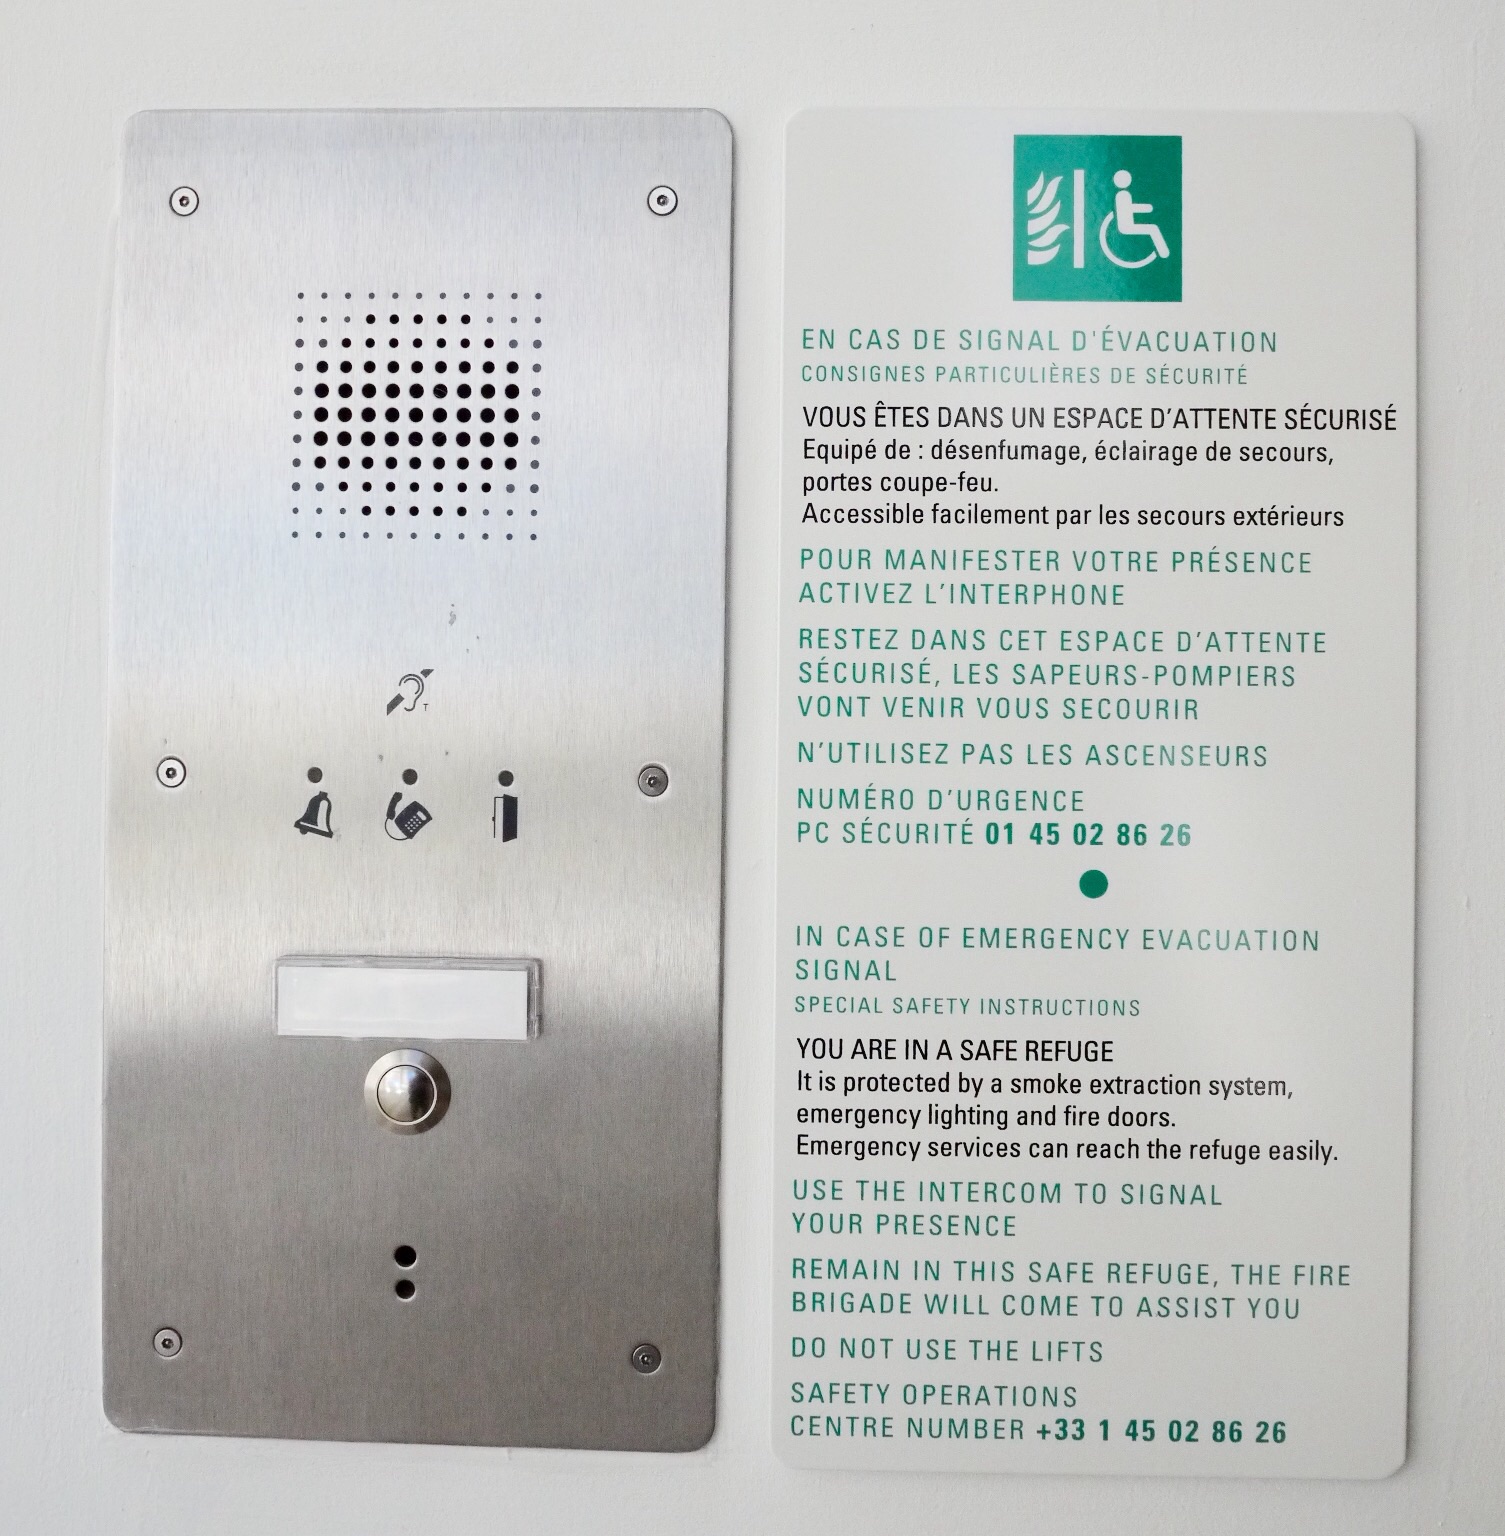 T
EN CAS DE SIGNAL D'ÉVACUATION
CONSIGNES PARTICULIÈRES DE SÉCURITÉ
VOUS ÊTES DANS UN ESPACE D'ATTENTE SÉCURISÉ
Equipé de : désenfumage, éclairage de secours,
portes coupe-feu.
Accessible facilement par les secours extérieurs
POUR MANIFESTER VOTRE PRÉSENCE
ACTIVEZ L'INTERPHONE
RESTEZ DANS CET ESPACE D'ATTENTE
SÉCURISÉ, LES SAPEURS-POMPIERS
VONT VENIR VOUS SECOURIR
N'UTILISEZ PAS LES ASCENSEURS
NUMÉRO D'URGENCE
PC SÉCURITÉ 01 45 02 86 26
IN CASE OF EMERGENCY EVACUATION
SIGNAL
SPECIAL SAFETY INSTRUCTIONS
YOU ARE IN A SAFE REFUGE
It is protected by a smoke extraction system,
emergency lighting and fire doors.
Emergency services can reach the refuge easily.
USE THE INTERCOM TO SIGNAL
YOUR PRESENCE
REMAIN IN THIS SAFE REFUGE, THE FIRE
BRIGADE WILL COME TO ASSIST YOU
DO NOT USE THE LIFTS
SAFETY OPERATIONS
CENTRE NUMBER +33 1 45 02 86 26